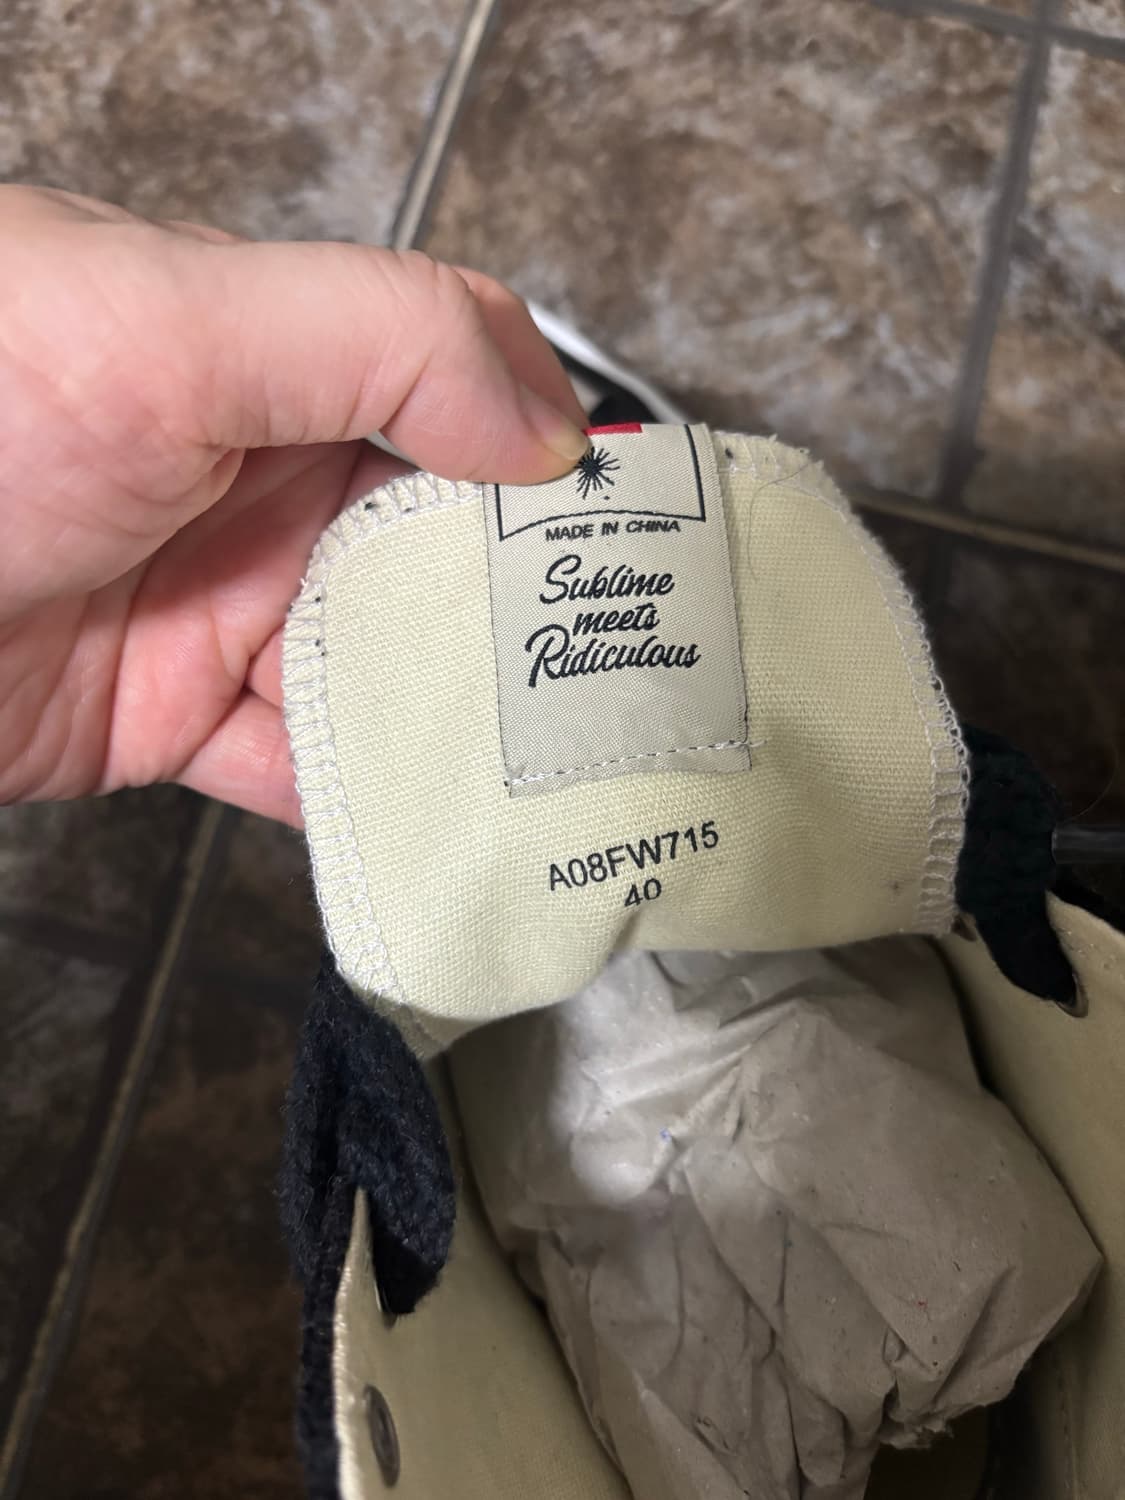 MADE IN CHINA
Sublime
meets
Ridiculous
A08FW715
40